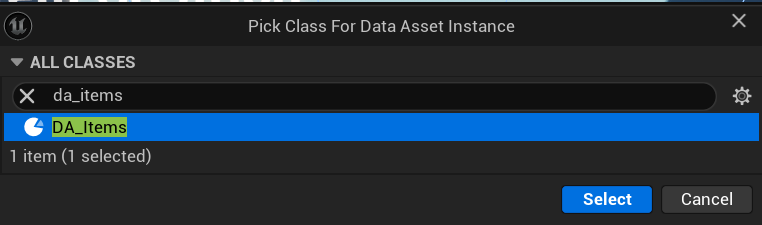 Pick Class For Data Asset Instance
ALL CLASSES
da_items
DA_Items
1 item (1 selected)
Select Cancel